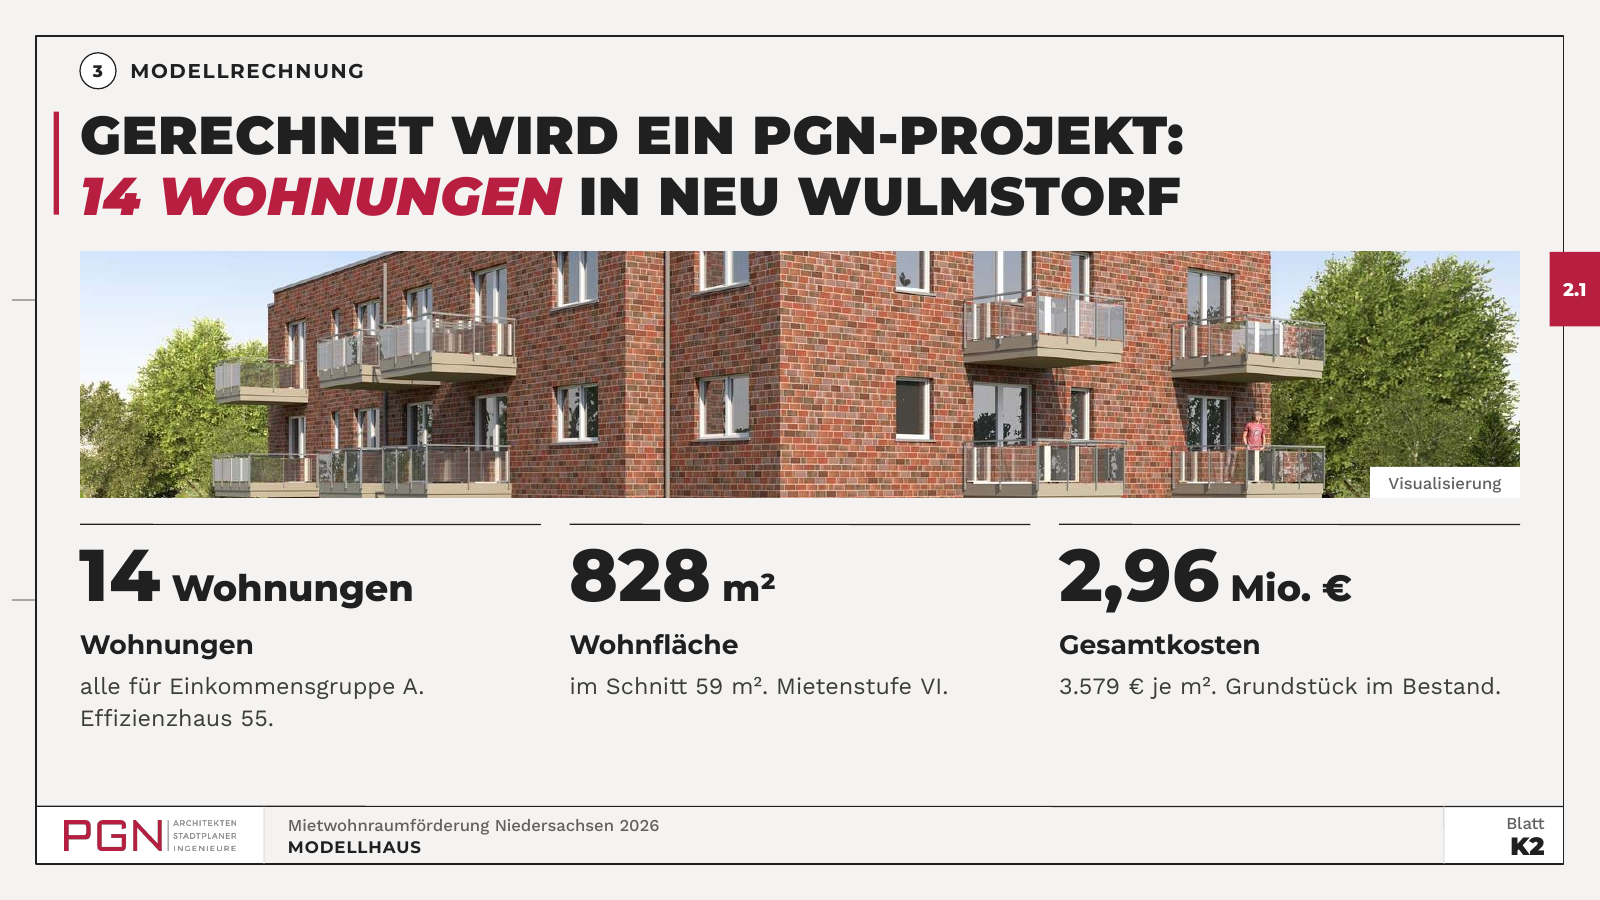 3 MODELLRECHNUNG
GERECHNET WIRD EIN PGN-PROJEKT:
14 WOHNUNGEN IN NEU WULMSTORF
2.1
Visualisierung
14 Wohnungen
Wohnungen
alle für Einkommensgruppe A.
Effizienzhaus 55.
828 m²
Wohnfläche
im Schnitt 59 m². Mietenstufe VI.
2,96 Mio. €
Gesamtkosten
3.579 € je m². Grundstück im Bestand.
PGN
ARCHITEKTEN
STADTPLANER
INGENIEURE
Mietwohnraumförderung Niedersachsen 2026
MODELLHAUS
Blatt
K2